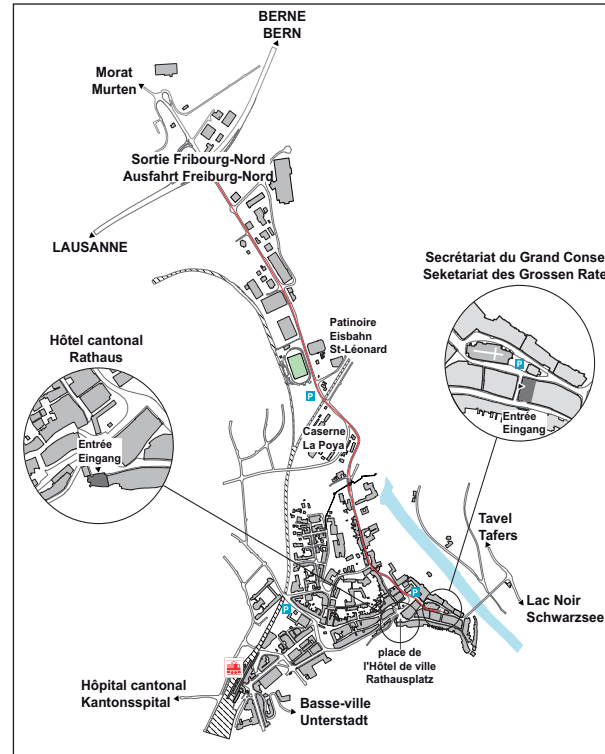 BERNE
BERN
Morat
Murten
Sortie Fribourg-Nord
Ausfahrt Freiburg-Nord
LAUSANNE
Secrétariat du Grand Conse
Seketariat des Grossen Rate
Patinoire
Eisbahn
St-Léonard
Hôtel cantonal
Rathaus
P
Entrée
Eingang
P
Caserne
La Poya
Entrée
Eingang
Tavel
Tafers
P
P
Lac Noir
Schwarzsee
place de
l'Hôtel de ville
Rathausplatz
Hôpital cantonal
Kantonsspital
Basse-ville
Unterstadt